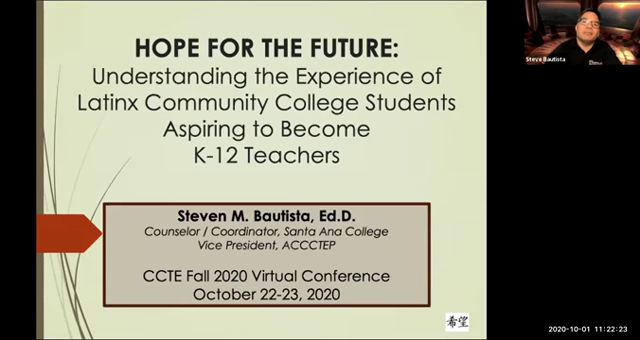 HOPE FOR THE FUTURE:
Understanding the Experience of
Latinx Community College Students
Aspiring to Become
K-12 Teachers
Steven M. Bautista, Ed.D.
Counselor / Coordinator, Santa Ana College
Vice President, ACCCTEP
CCTE Fall 2020 Virtual Conference
October 22-23, 2020
希望
Steve Bautista
2020-10-01 11:22:23